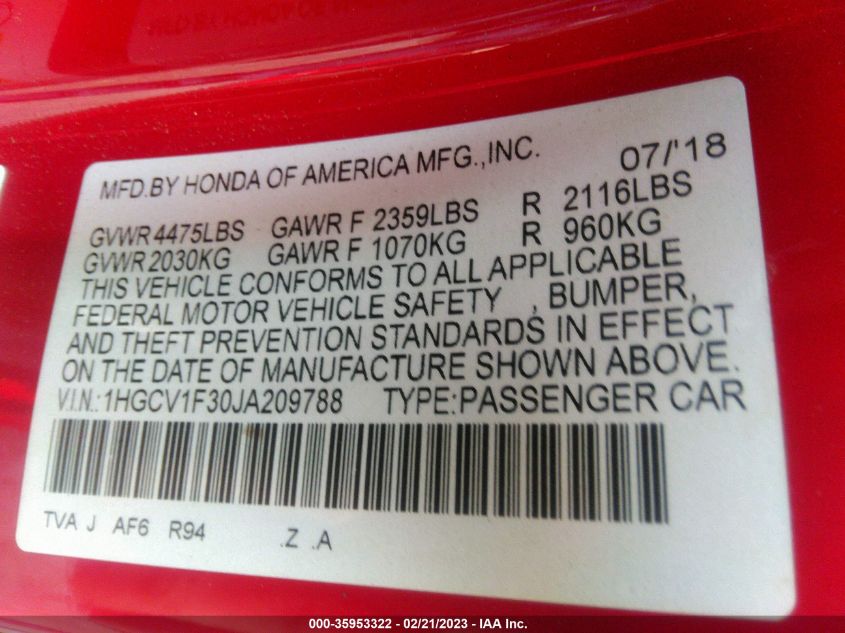 MFD.BY HONDA OF AMERICA MFG.,INC. 07/'18
GVWR 4475LBS GAWR F 2359LBS R 2116LBS
GVWR 2030KG GAWR F 1070KG R 960KG
THIS VEHICLE CONFORMS TO ALL APPLICABLE
FEDERAL MOTOR VEHICLE SAFETY , BUMPER,
AND THEFT PREVENTION STANDARDS IN EFFECT
ON THE DATE OF MANUFACTURE SHOWN ABOVE.
V.I.N.:1HGCV1F30JA209788 TYPE:PASSENGER CAR
TVA J AF6 R94 .Z .A
000-35953322 - 02/21/2023 - IAA Inc.